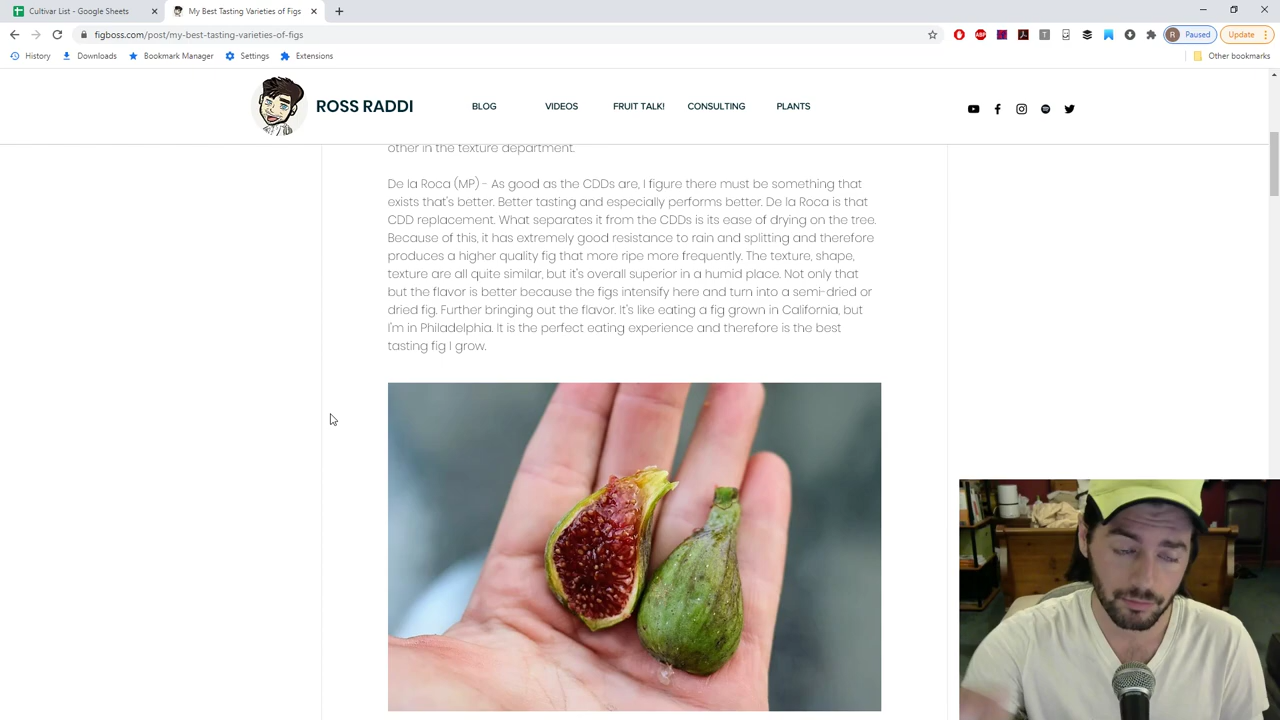 Cultivar List - Google Sheets
My Best Tasting Varieties of Figs
figboss.com/post/my-best-tasting-varieties-of-figs
ABP
T
R Paused
Update
History Downloads Bookmark Manager Settings Extensions Other bookmarks
ROSS RADDI BLOG VIDEOS FRUIT TALK! CONSULTING PLANTS
other in the texture department.
De la Roca (MP) - As good as the CDDs are, I figure there must be something that
exists that's better. Better tasting and especially performs better. De la Roca is that
CDD replacement. What separates it from the CDDs is its ease of drying on the tree.
Because of this, it has extremely good resistance to rain and splitting and therefore
produces a higher quality fig that more ripe more frequently. The texture, shape,
texture are all quite similar, but it's overall superior in a humid place. Not only that
but the flavor is better because the figs intensify here and turn into a semi-dried or
dried fig. Further bringing out the flavor. It's like eating a fig grown in California, but
I'm in Philadelphia. It is the perfect eating experience and therefore is the best
tasting fig I grow.